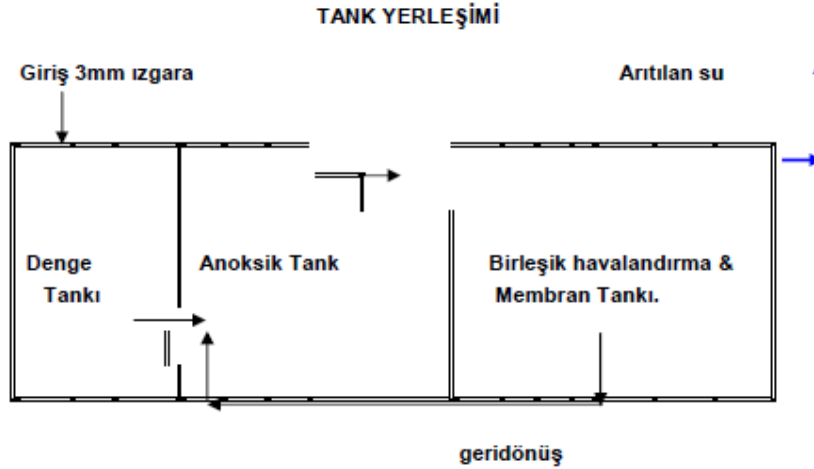 TANK YERLEŞİMİ
Giriş 3mm ızgara
Arıtılan su
Denge
Tankı
Anoksik Tank
Birleşik havalandırma &
Membran Tankı.
geridönüş